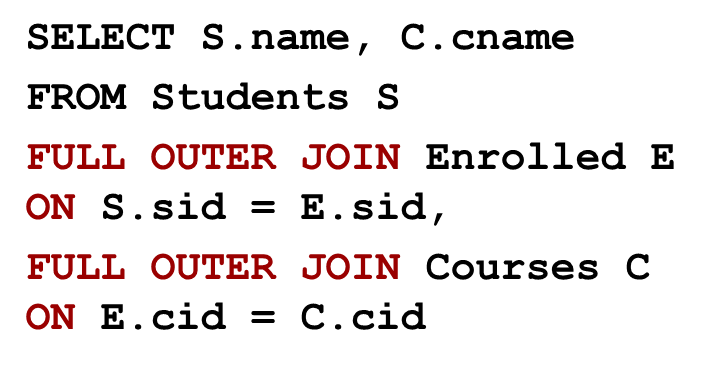 SELECT S.name, C.cname
FROM Students S
FULL OUTER JOIN Enrolled E
ON S.sid = E.sid,
FULL OUTER JOIN Courses C
ON E.cid = C.cid